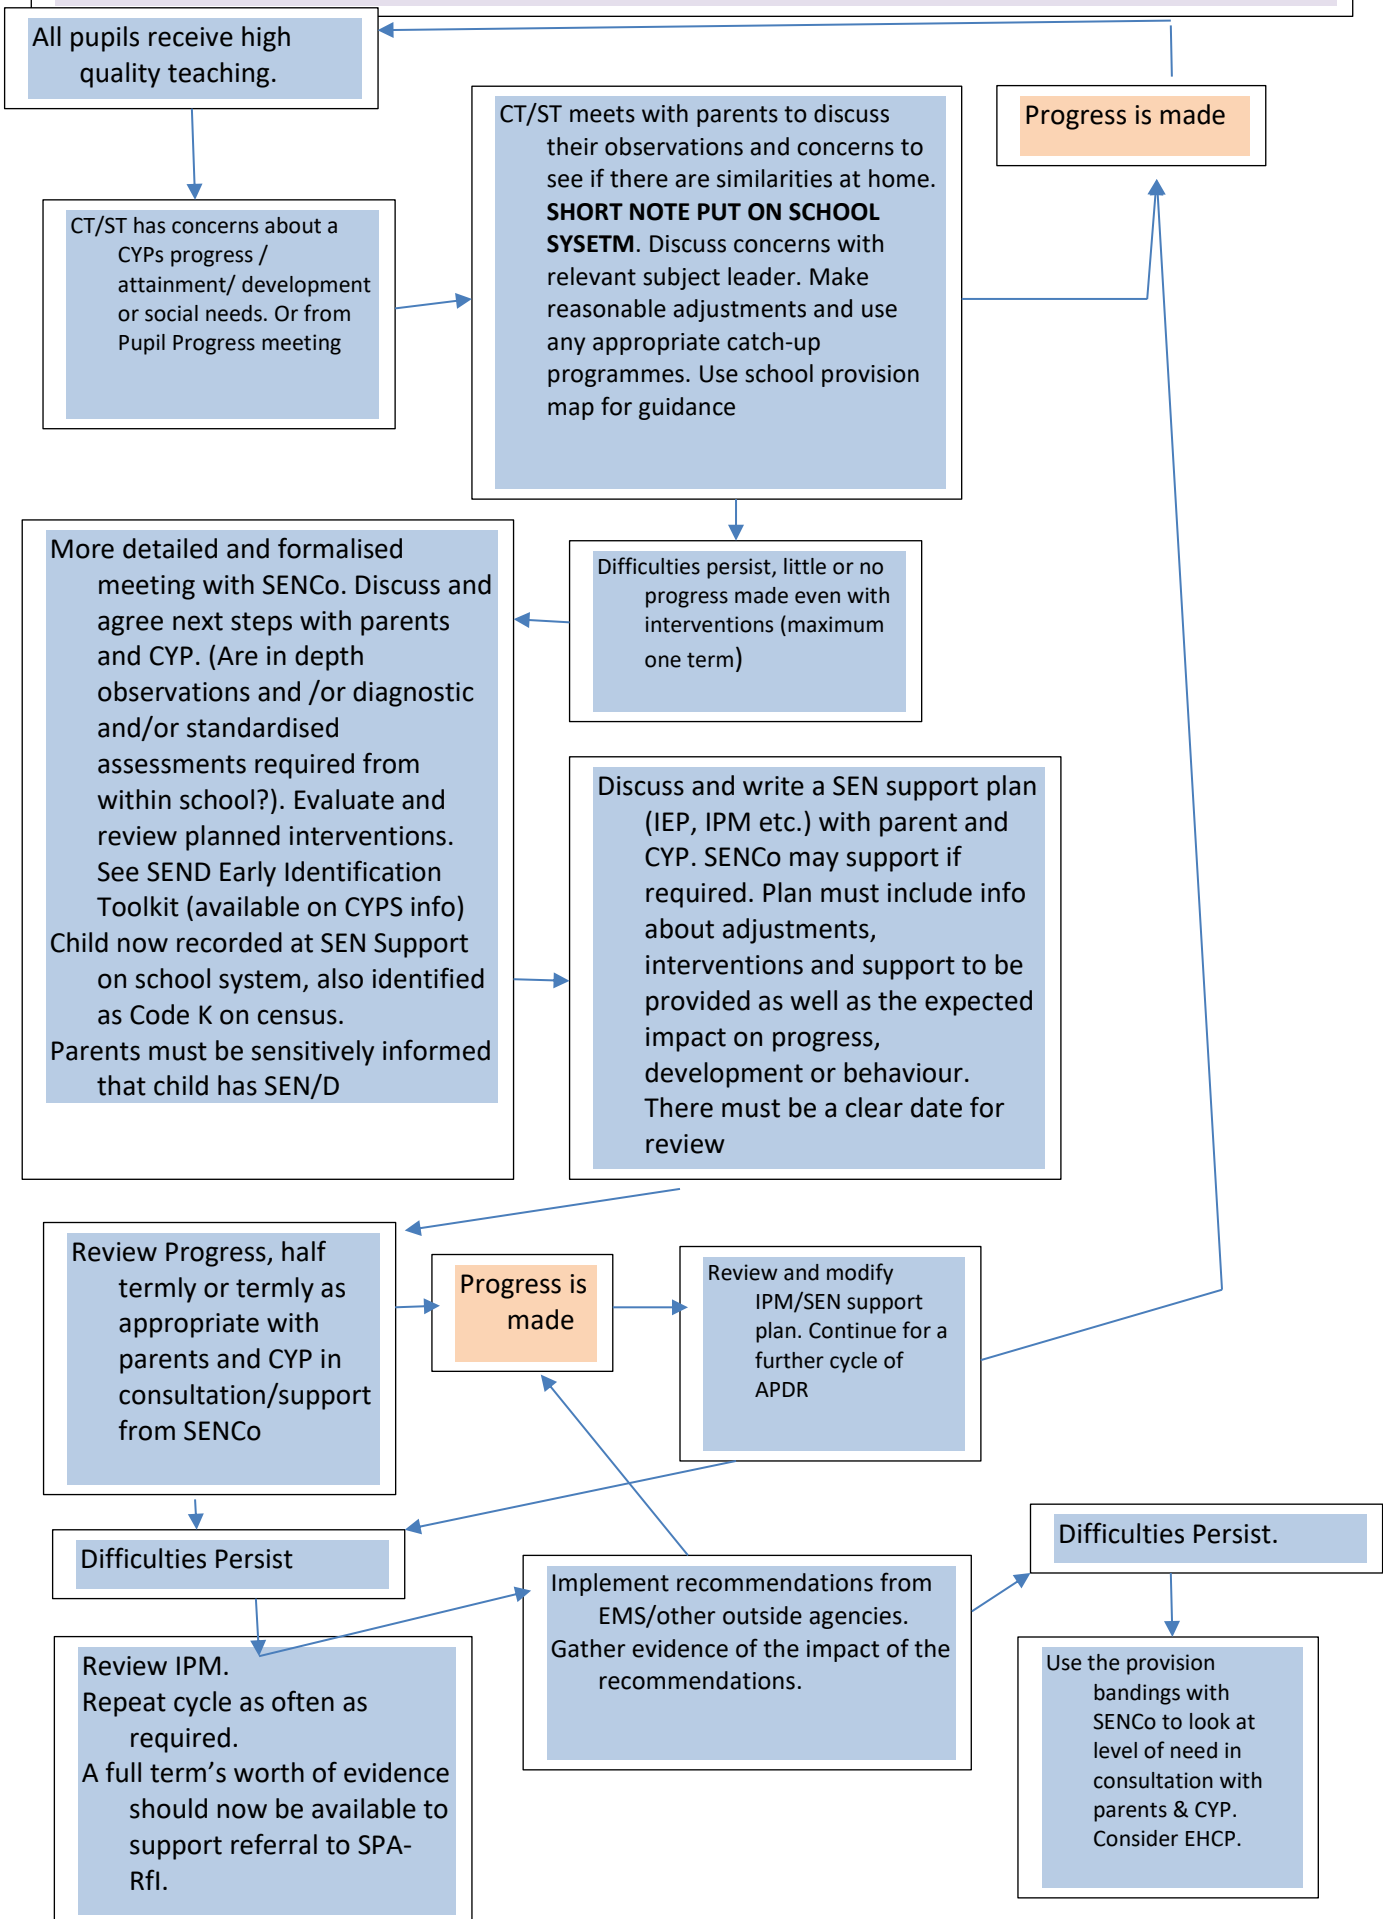 All pupils receive high
quality teaching.
CT/ST meets with parents to discuss
their observations and concerns to
see if there are similarities at home.
SHORT NOTE PUT ON SCHOOL
SYSETM. Discuss concerns with
relevant subject leader. Make
reasonable adjustments and use
any appropriate catch-up
programmes. Use school provision
map for guidance
Progress is made
CT/ST has concerns about a
CYPs progress /
attainment/ development
or social needs. Or from
Pupil Progress meeting
More detailed and formalised
meeting with SENCo. Discuss and
agree next steps with parents
and CYP. (Are in depth
observations and /or diagnostic
and/or standardised
assessments required from
within school?). Evaluate and
review planned interventions.
See SEND Early Identification
Toolkit (available on CYPS info)
Child now recorded at SEN Support
on school system, also identified
as Code K on census.
Parents must be sensitively informed
that child has SEN/D
Difficulties persist, little or no
progress made even with
interventions (maximum
one term)
Discuss and write a SEN support plan
(IEP, IPM etc.) with parent and
CYP. SENCo may support if
required. Plan must include info
about adjustments,
interventions and support to be
provided as well as the expected
impact on progress,
development or behaviour.
There must be a clear date for
review
Review Progress, half
termly or termly as
appropriate with
parents and CYP in
consultation/support
from SENCo
Progress is
made
Review and modify
IPM/SEN support
plan. Continue for a
further cycle of
APDR
Difficulties Persist
Difficulties Persist.
Implement recommendations from
EMS/other outside agencies.
Gather evidence of the impact of the
recommendations.
Review IPM.
Repeat cycle as often as
required.
A full term’s worth of evidence
should now be available to
support referral to SPA-
RfI.
Use the provision
bandings with
SENCo to look at
level of need in
consultation with
parents & CYP.
Consider EHCP.